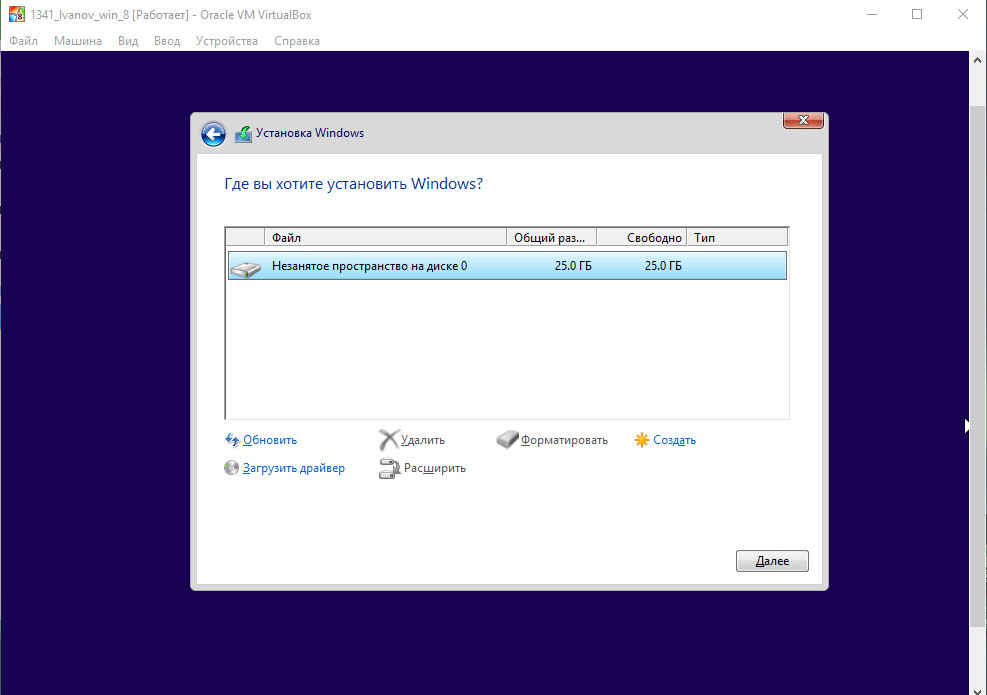 1341_Ivanov_win_8 [Работает] - Oracle VM VirtualBox
Файл Машина Вид Ввод Устройства Справка
Установка Windows
Где вы хотите установить Windows?
Файл Общий раз... Свободно Тип
Незанятое пространство на диске 0 25.0 ГБ 25.0 ГБ
Обновить Удалить Форматировать Создать
Загрузить драйвер Расширить
Далее